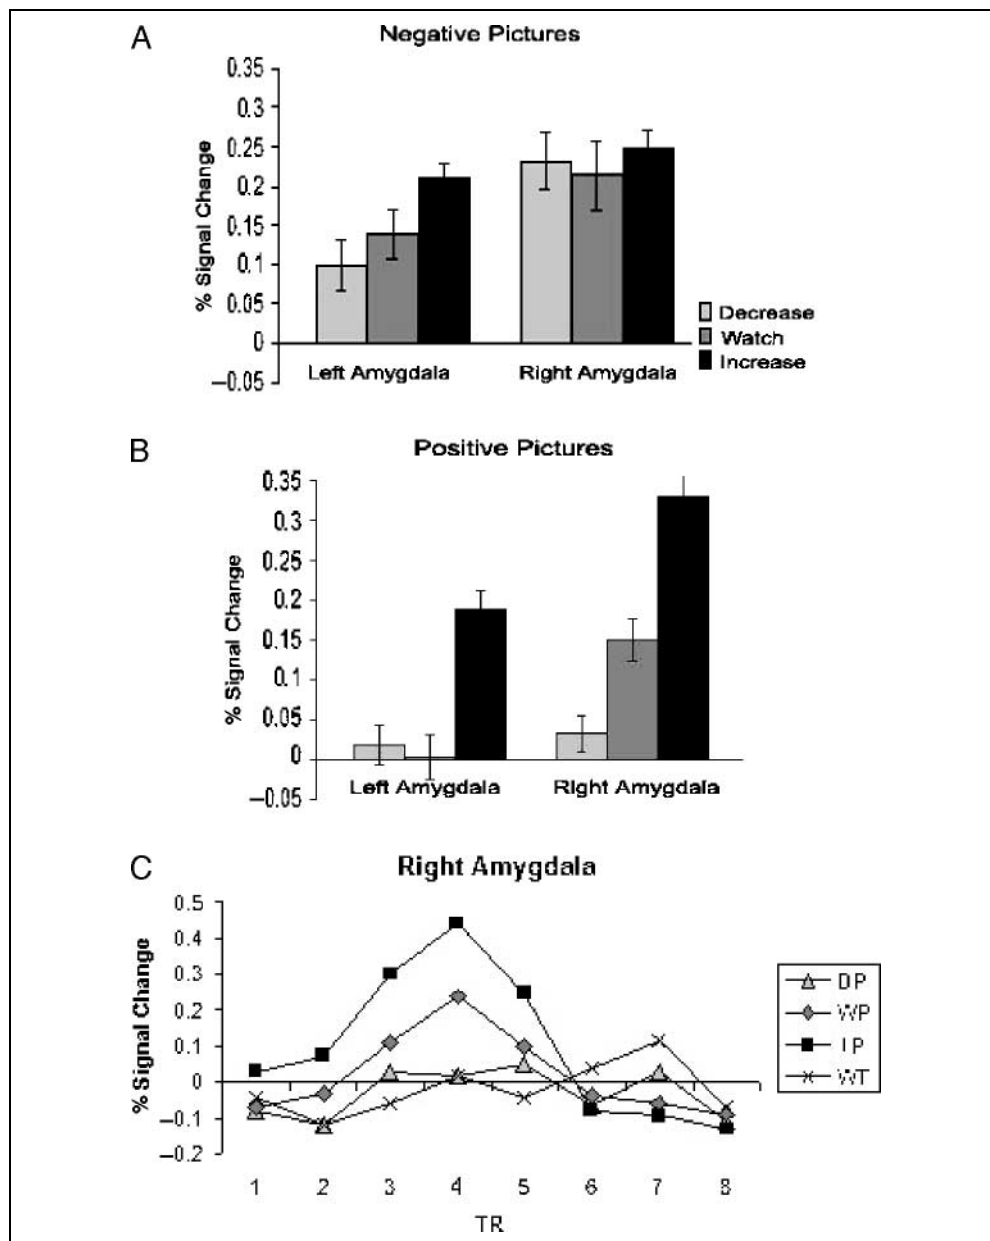 A
Negative Pictures
0.35
0.3
0.25
0.2
0.15
0.1
0.05
0
–0.05
% Signal Change
Left Amygdala
Right Amygdala
Decrease
Watch
Increase
B
Positive Pictures
0.35
0.3
0.25
0.2
0.15
0.1
0.05
0
–0.05
% Signal Change
Left Amygdala
Right Amygdala
C
Right Amygdala
0.5
0.4
0.3
0.2
0.1
0
–0.1
–0.2
% Signal Change
1 2 3 4 5 6 7 8
TR
DP
WP
IP
WT